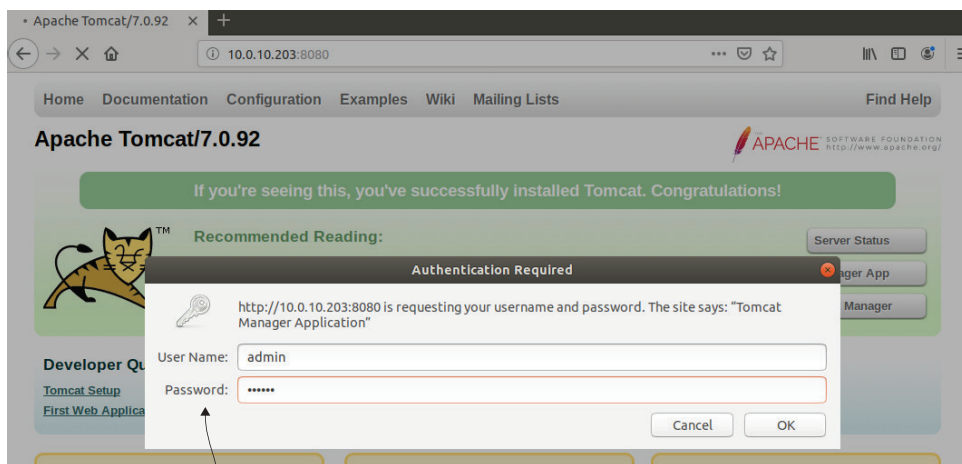 Apache Tomcat/7.0.92
10.0.10.203:8080
Home Documentation Configuration Examples Wiki Mailing Lists Find Help
Apache Tomcat/7.0.92
APACHE SOFTWARE FOUNDATION
http://www.apache.org/
If you're seeing this, you've successfully installed Tomcat. Congratulations!
TM
Recommended Reading:
Server Status
ager App
Manager
Authentication Required
http://10.0.10.203:8080 is requesting your username and password. The site says: “Tomcat
Manager Application”
User Name: admin
Password: ••••••
Cancel OK
Developer Qu
Tomcat Setup
First Web Applica